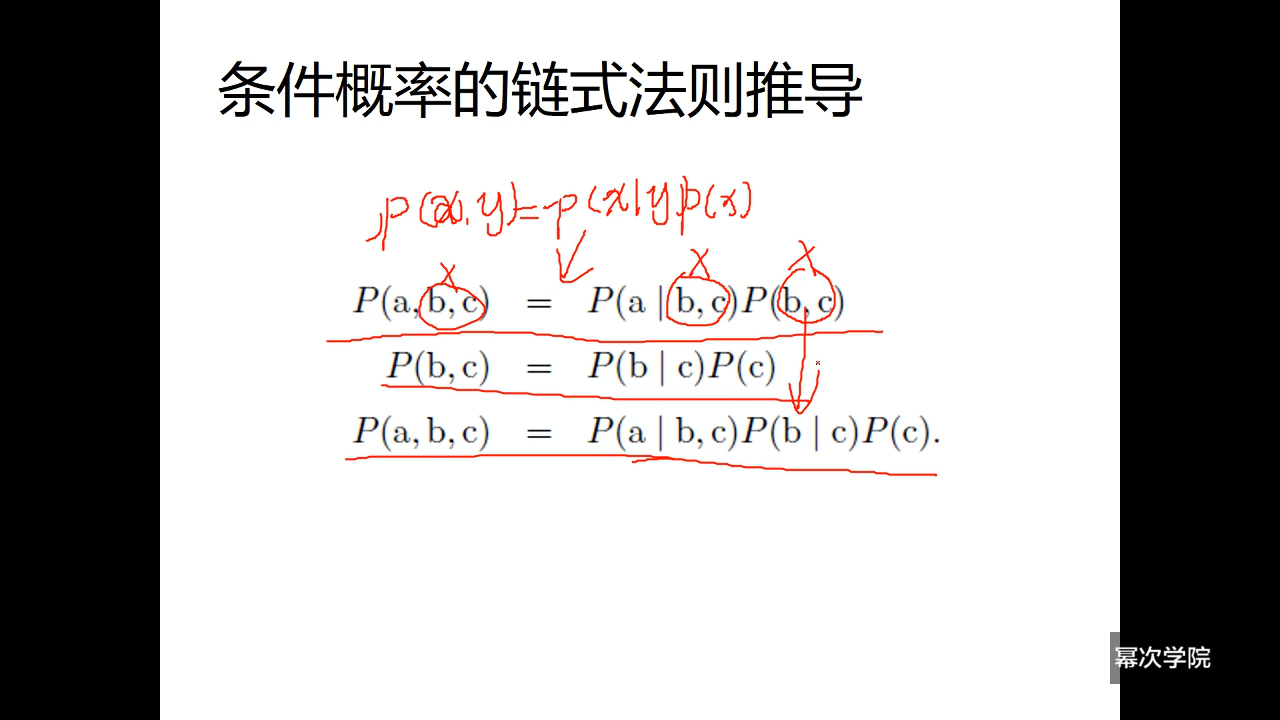 条件概率的链式法则推导
p(x,y)=p(x|y)p(x)
x x x
P(a, b, c) = P(a | b, c)P(b, c)
P(b, c) = P(b | c)P(c)
P(a, b, c) = P(a | b, c)P(b | c)P(c).
幂次学院